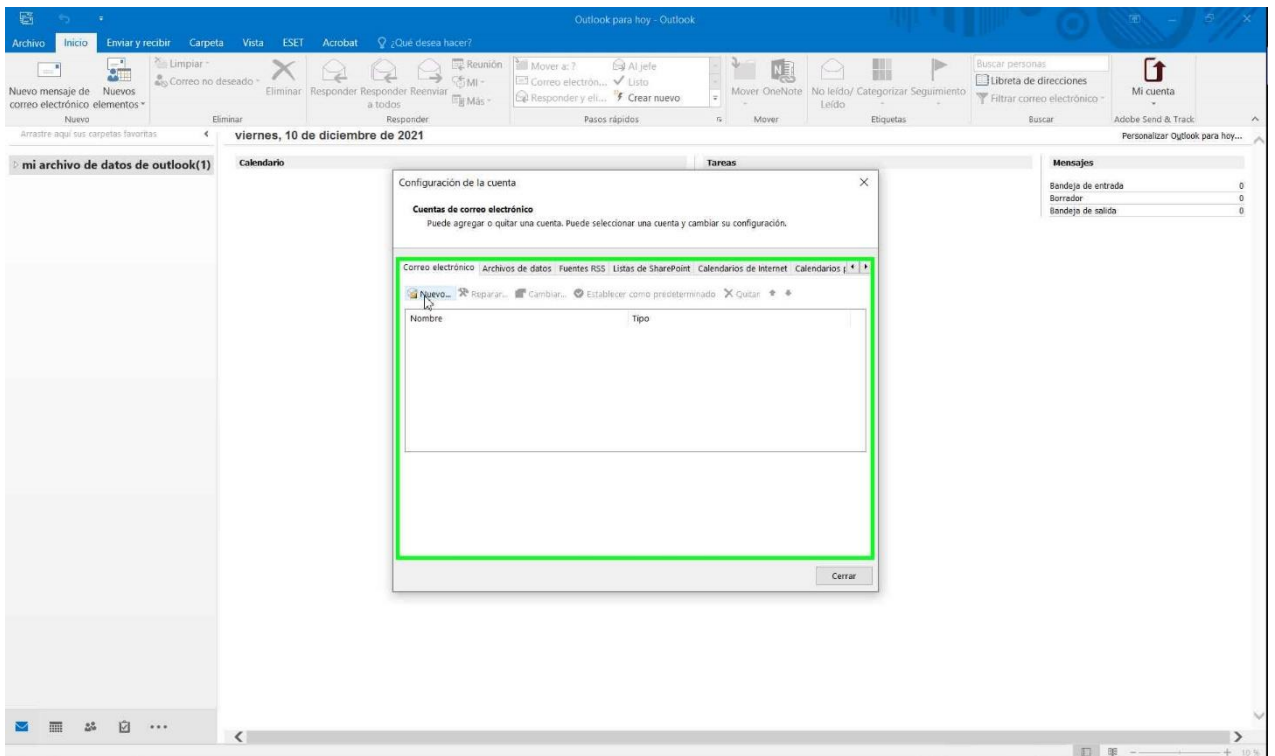 Outlook para hoy - Outlook
Archivo Inicio Enviar y recibir Carpeta Vista ESET Acrobat ¿Qué desea hacer?
Nuevo mensaje de correo electrónico
Nuevos elementos
Nuevo
Limpiar
Correo no deseado
Eliminar
Eliminar
Responder
Responder a todos
Reenviar
Reunión
MI
Más
Responder
Mover a: ?
Correo electrón...
Responder y eli...
Al jefe
Listo
Crear nuevo
Pasos rápidos
Mover
OneNote
Mover
No leído/ Leído
Categorizar
Seguimiento
Etiquetas
Buscar personas
Libreta de direcciones
Filtrar correo electrónico
Buscar
Mi cuenta
Adobe Send & Track
Arrastre aquí sus carpetas favoritas
mi archivo de datos de outlook(1)
viernes, 10 de diciembre de 2021
Personalizar Outlook para hoy...
Calendario
Tareas
Mensajes
Bandeja de entrada 0
Borrador 0
Bandeja de salida 0
Configuración de la cuenta
Cuentas de correo electrónico
Puede agregar o quitar una cuenta. Puede seleccionar una cuenta y cambiar su configuración.
Correo electrónico Archivos de datos Fuentes RSS Listas de SharePoint Calendarios de Internet Calendarios
Nuevo... Reparar... Cambiar... Establecer como predeterminado Quitar
Nombre Tipo
Cerrar
10 %